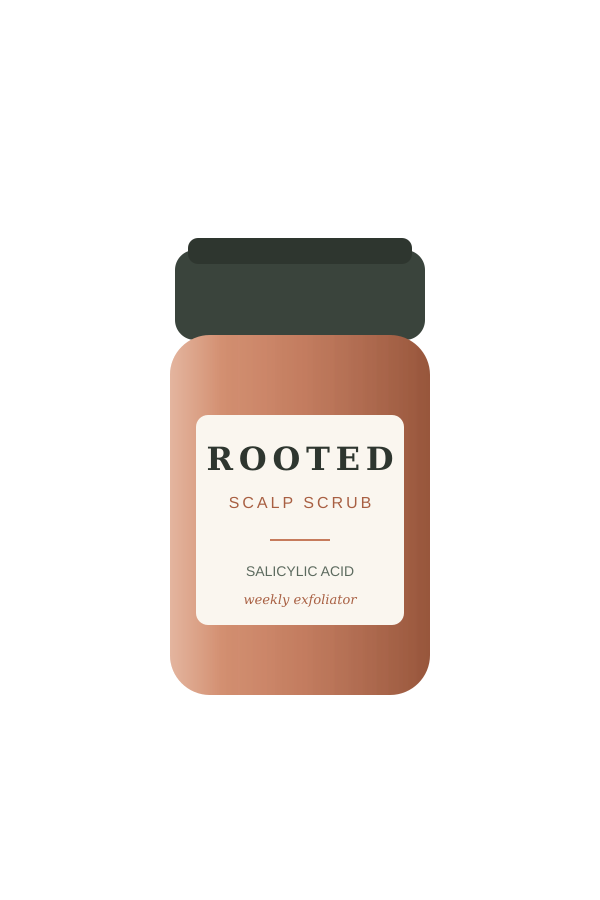 ROOTED
SCALP SCRUB
SALICYLIC ACID
weekly exfoliator